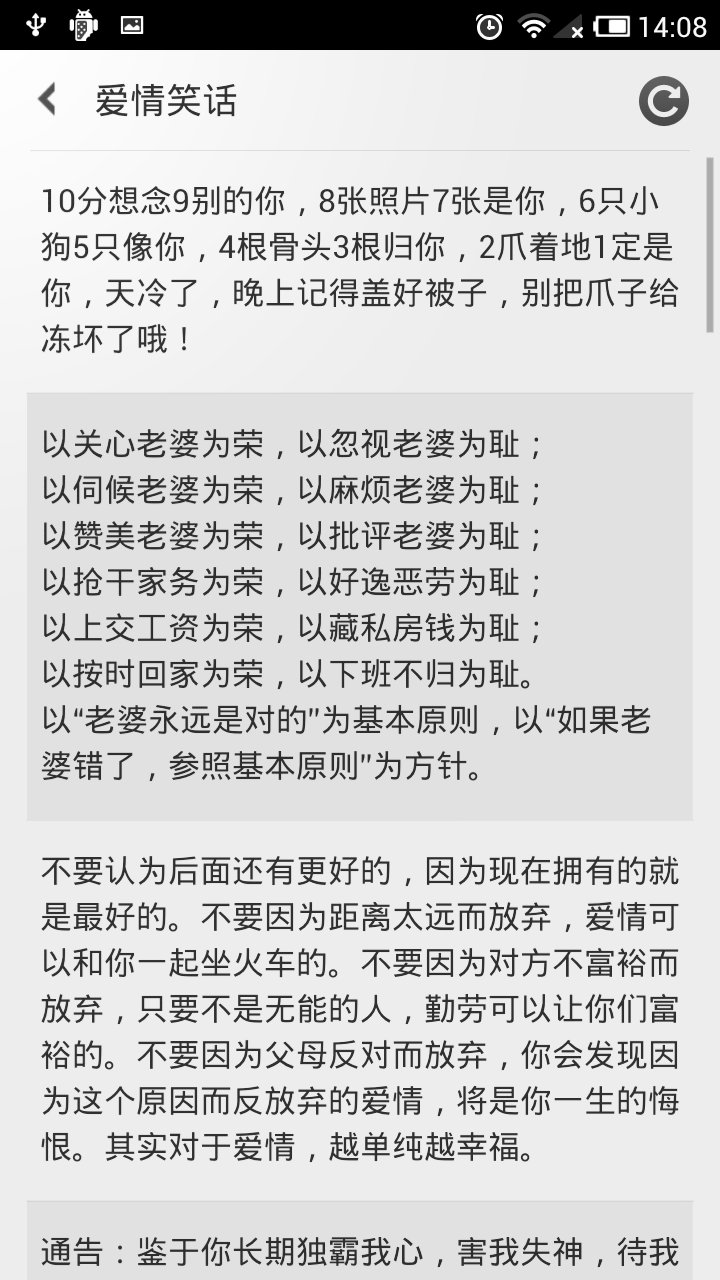 14:08
爱情笑话
10分想念9别的你，8张照片7张是你，6只小
狗5只像你，4根骨头3根归你，2爪着地1定是
你，天冷了，晚上记得盖好被子，别把爪子给
冻坏了哦！
以关心老婆为荣，以忽视老婆为耻；
以伺候老婆为荣，以麻烦老婆为耻；
以赞美老婆为荣，以批评老婆为耻；
以抢干家务为荣，以好逸恶劳为耻；
以上交工资为荣，以藏私房钱为耻；
以按时回家为荣，以下班不归为耻。
以“老婆永远是对的”为基本原则，以“如果老
婆错了，参照基本原则”为方针。
不要认为后面还有更好的，因为现在拥有的就
是最好的。不要因为距离太远而放弃，爱情可
以和你一起坐火车的。不要因为对方不富裕而
放弃，只要不是无能的人，勤劳可以让你们富
裕的。不要因为父母反对而放弃，你会发现因
为这个原因而反放弃的爱情，将是你一生的悔
恨。其实对于爱情，越单纯越幸福。
通告：鉴于你长期独霸我心，害我失神，待我